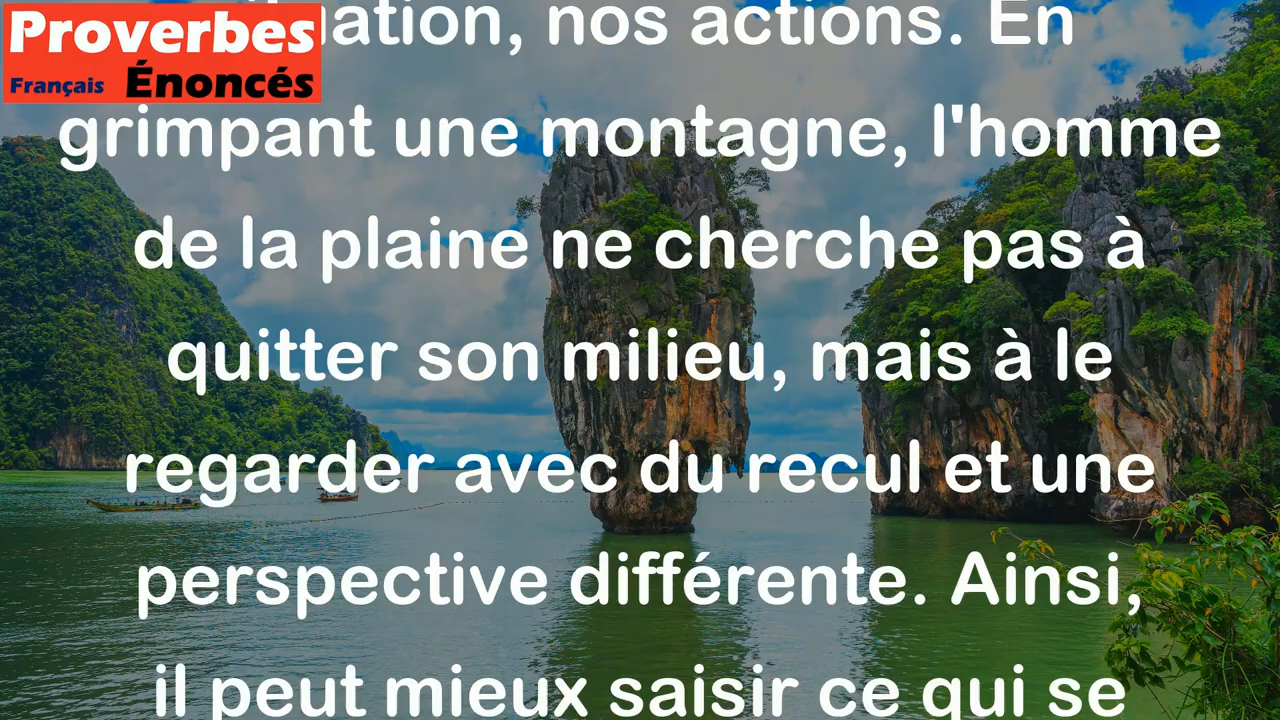 Proverbes
Français Énoncés
nos actions. En
grimpant une montagne, l'homme
de la plaine ne cherche pas à
quitter son milieu, mais à le
regarder avec du recul et une
perspective différente. Ainsi,
il peut mieux saisir ce qui se